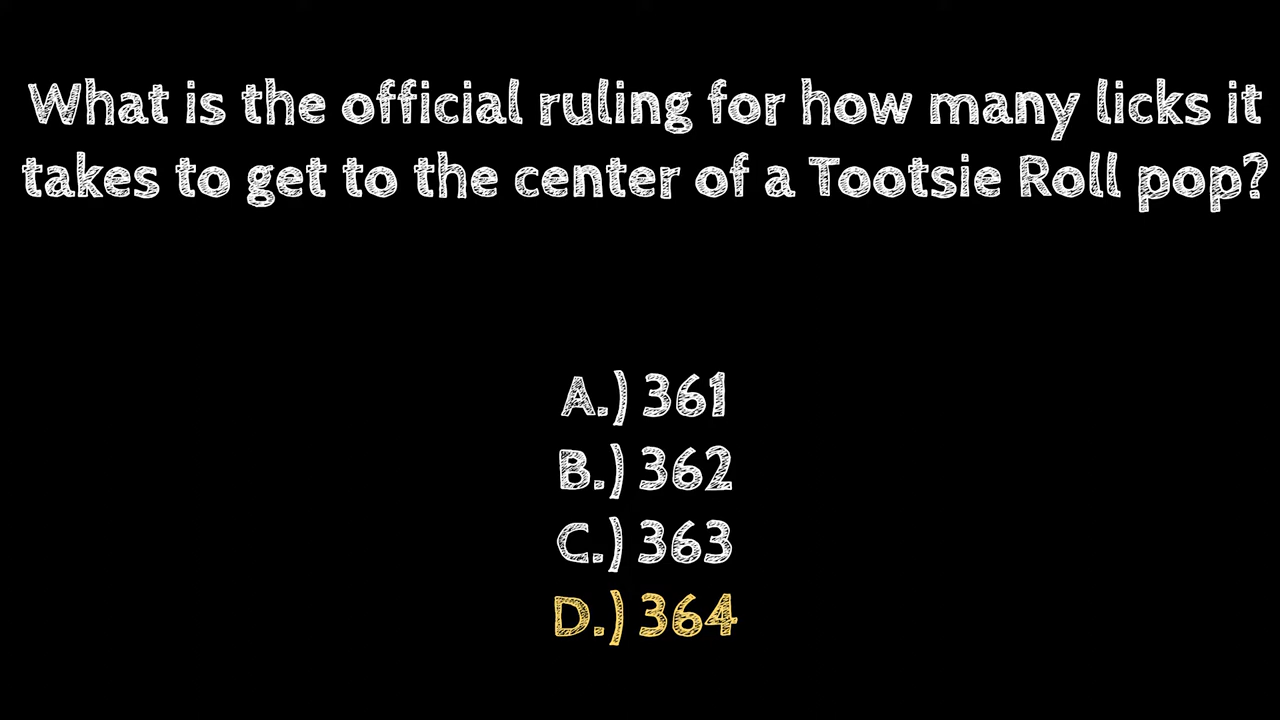 What is the official ruling for how many licks it
takes to get to the center of a Tootsie Roll pop?
A.) 361
B.) 362
C.) 363
D.) 364